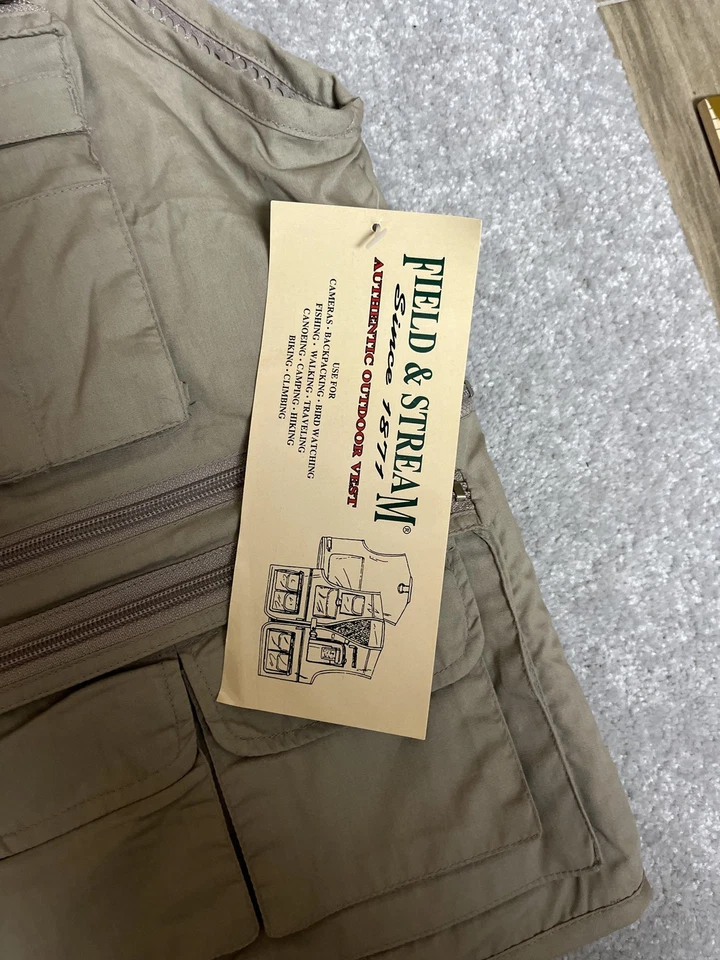 FIELD & STREAM®
Since 1871
AUTHENTIC OUTDOOR VEST
USE FOR
CAMERAS · BACKPACKING · BIRD WATCHING
FISHING · WALKING · TRAVELING
CANOEING · CAMPING · HIKING
BIKING · CLIMBING